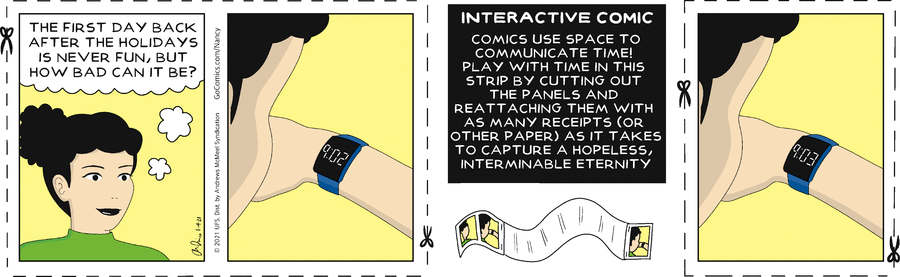 THE FIRST DAY BACK
AFTER THE HOLIDAYS
IS NEVER FUN, BUT
HOW BAD CAN IT BE?
© 2021 UFS, Dist. by Andrews McMeel Syndication GoComics.com/Nancy
9:02
INTERACTIVE COMIC
COMICS USE SPACE TO
COMMUNICATE TIME!
PLAY WITH TIME IN THIS
STRIP BY CUTTING OUT
THE PANELS AND
REATTACHING THEM WITH
AS MANY RECEIPTS (OR
OTHER PAPER) AS IT TAKES
TO CAPTURE A HOPELESS,
INTERMINABLE ETERNITY
9:03